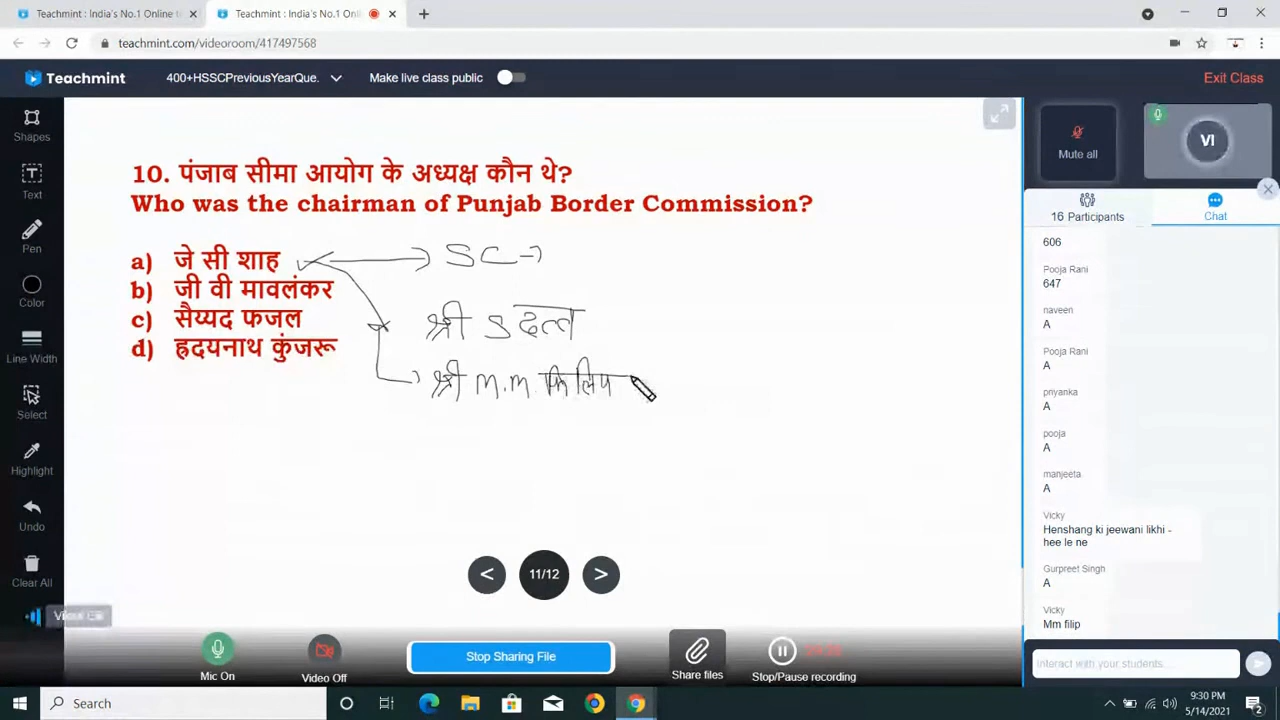 Teachmint : India's No.1 Online t
Teachmint : India's No.1 Onl
teachmint.com/videoroom/417497568
Teachmint
400+HSSCPreviousYearQue.
Make live class public
Exit Class
Shapes
Text
Pen
Color
Line Width
Select
Highlight
Undo
Clear All
10. पंजाब सीमा आयोग के अध्यक्ष कौन थे?
Who was the chairman of Punjab Border Commission?
a) जे सी शाह
b) जी वी मावलंकर
c) सैय्यद फजल
d) ह्रदयनाथ कुंजरू
SC
श्री S दत्त
श्री M.M. फिलिप
< 11/12 >
Mic On
Video Off
Stop Sharing File
Share files
Stop/Pause recording
Mute all
VI
16 Participants
Chat
606
Pooja Rani
647
naveen
A
Pooja Rani
A
priyanka
A
pooja
A
manjeeta
A
Vicky
Henshang ki jeewani likhi -
hee le ne
Gurpreet Singh
A
Vicky
Mm filip
Interact with your students...
Search
9:30 PM
5/14/2021
2